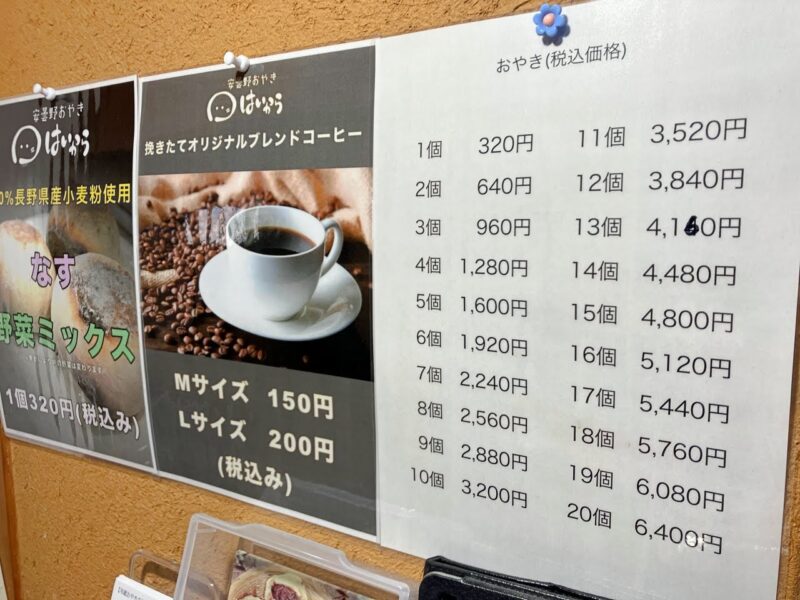 安曇野おやき
はいから
0%長野県産小麦粉使用
なす
野菜ミックス
1個320円(税込み)
安曇野おやき
はいから
挽きたてオリジナルブレンドコーヒー
Mサイズ 150円
Lサイズ 200円
(税込み)
おやき(税込価格)
1個 320円
2個 640円
3個 960円
4個 1,280円
5個 1,600円
6個 1,920円
7個 2,240円
8個 2,560円
9個 2,880円
10個 3,200円
11個 3,520円
12個 3,840円
13個 4,160円
14個 4,480円
15個 4,800円
16個 5,120円
17個 5,440円
18個 5,760円
19個 6,080円
20個 6,400円